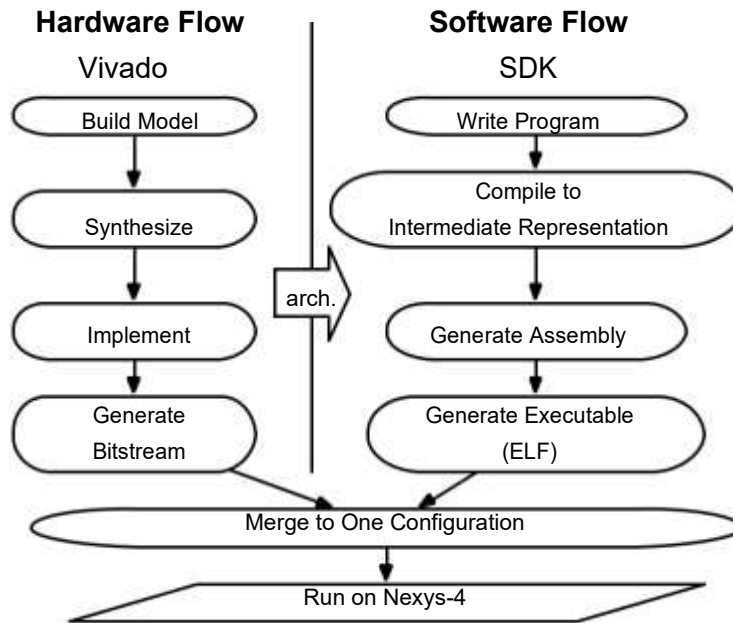 Hardware Flow
Vivado
Build Model
Synthesize
Implement
Generate
Bitstream
arch.
Software Flow
SDK
Write Program
Compile to
Intermediate Representation
Generate Assembly
Generate Executable
(ELF)
Merge to One Configuration
Run on Nexys-4